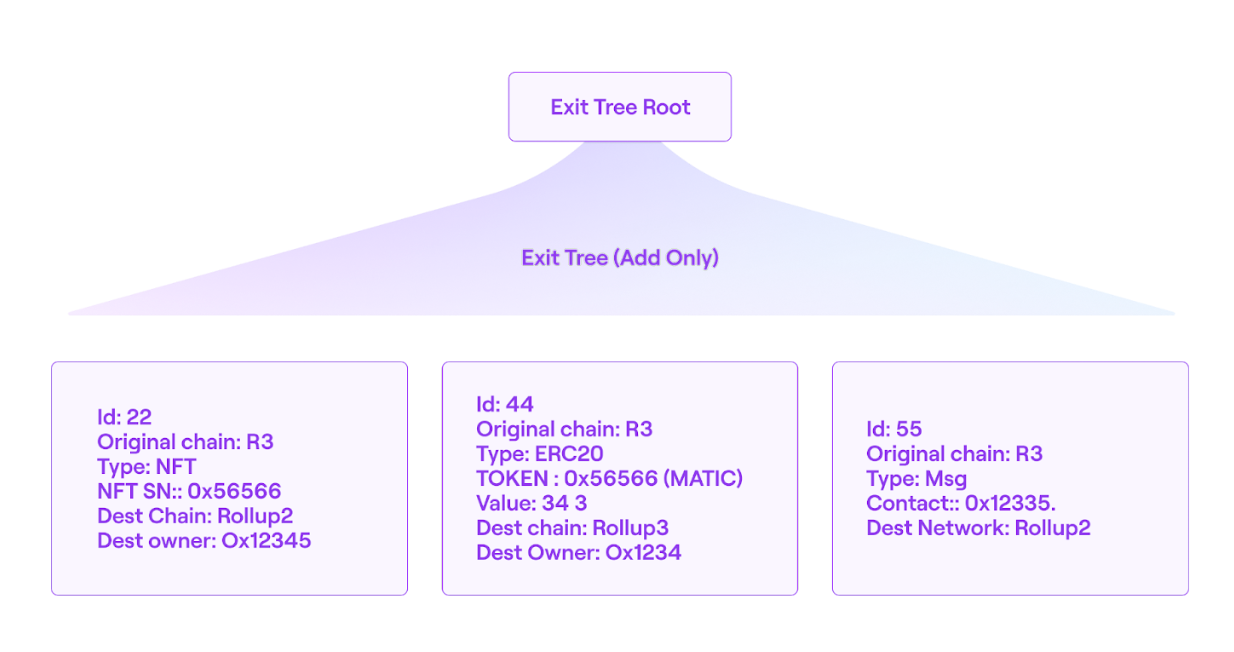 Exit Tree Root
Exit Tree (Add Only)
Id: 22
Original chain: R3
Type: NFT
NFT SN:: 0x56566
Dest Chain: Rollup2
Dest owner: Ox12345
Id: 44
Original chain: R3
Type: ERC20
TOKEN : 0x56566 (MATIC)
Value: 34 3
Dest chain: Rollup3
Dest Owner: Ox1234
Id: 55
Original chain: R3
Type: Msg
Contact:: 0x12335.
Dest Network: Rollup2